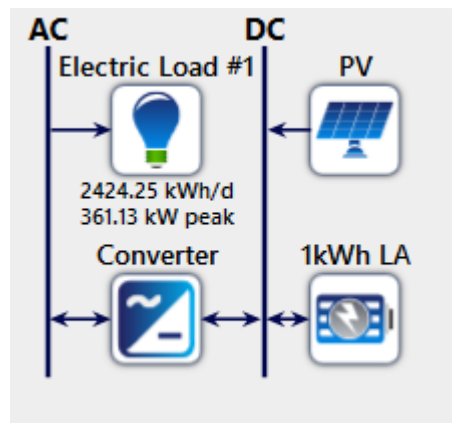 AC
DC
Electric Load #1
PV
2424.25 kWh/d
361.13 kW peak
Converter
1kWh LA